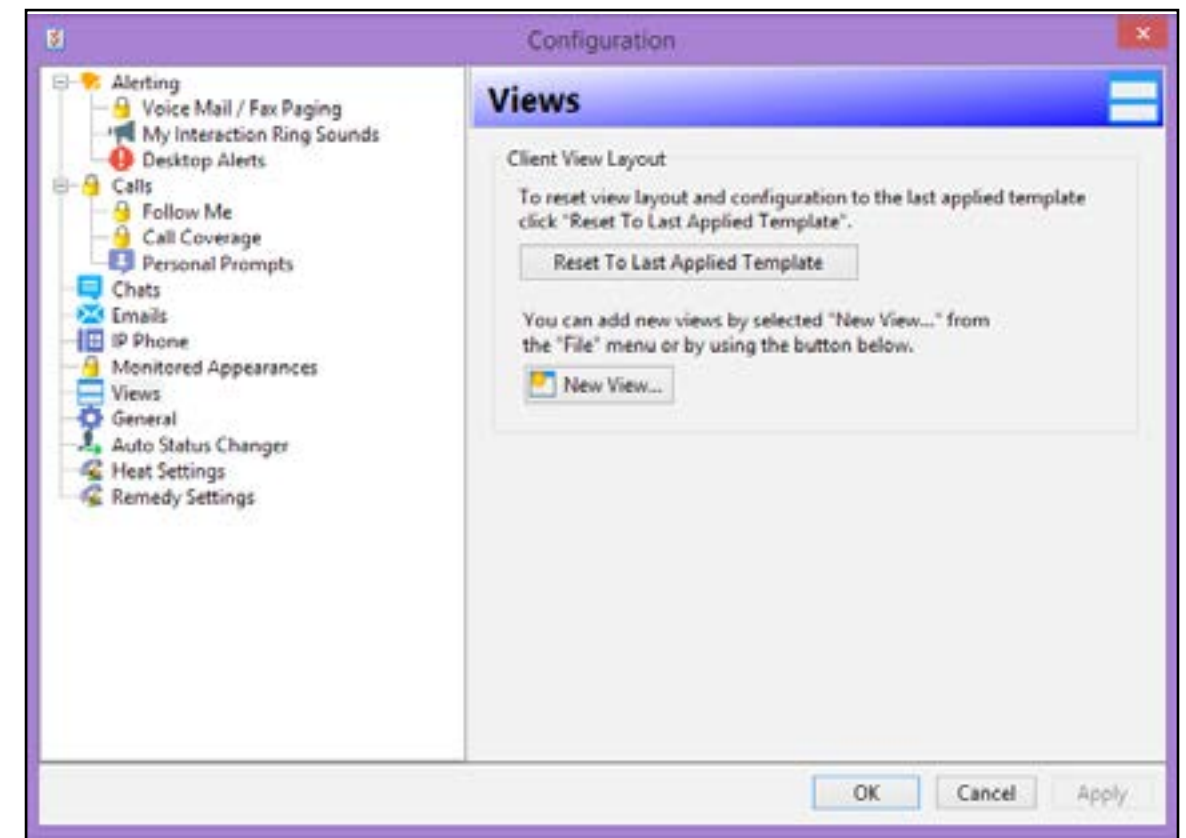 Configuration
Alerting
Voice Mail / Fax Paging
My Interaction Ring Sounds
Desktop Alerts
Calls
Follow Me
Call Coverage
Personal Prompts
Chats
Emails
IP Phone
Monitored Appearances
Views
General
Auto Status Changer
Heat Settings
Remedy Settings
Views
Client View Layout
To reset view layout and configuration to the last applied template
click "Reset To Last Applied Template".
Reset To Last Applied Template
You can add new views by selected "New View..." from
the "File" menu or by using the button below.
New View...
OK
Cancel
Apply